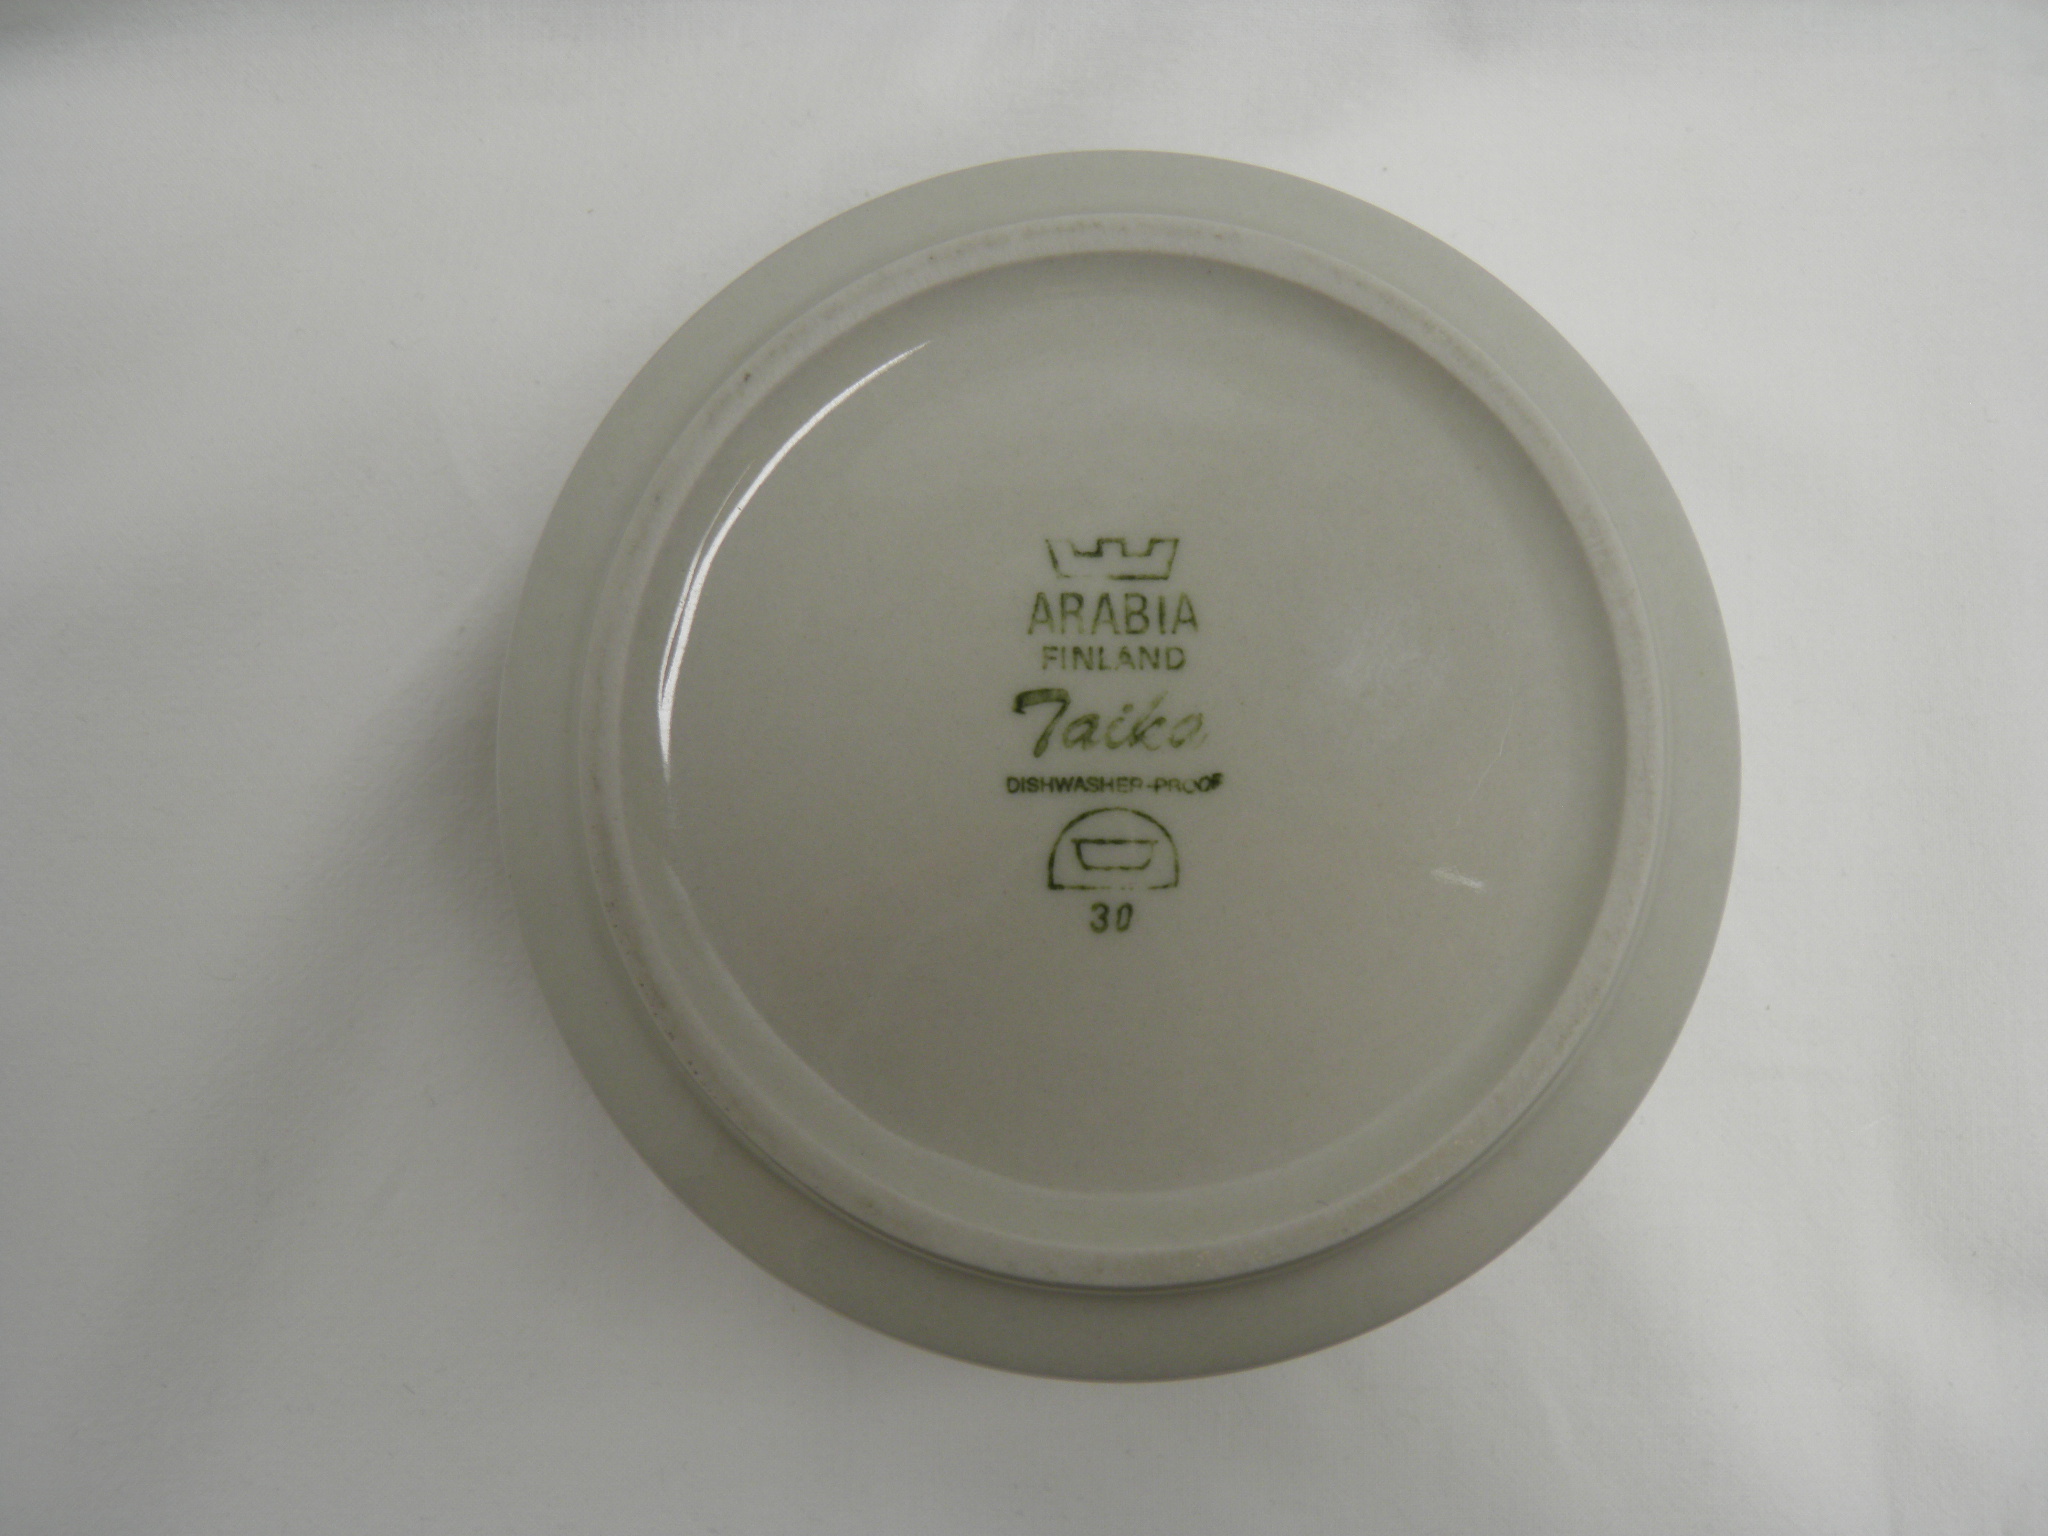 ARABIA
FINLAND
Taika
DISHWASHER-PROOF
30